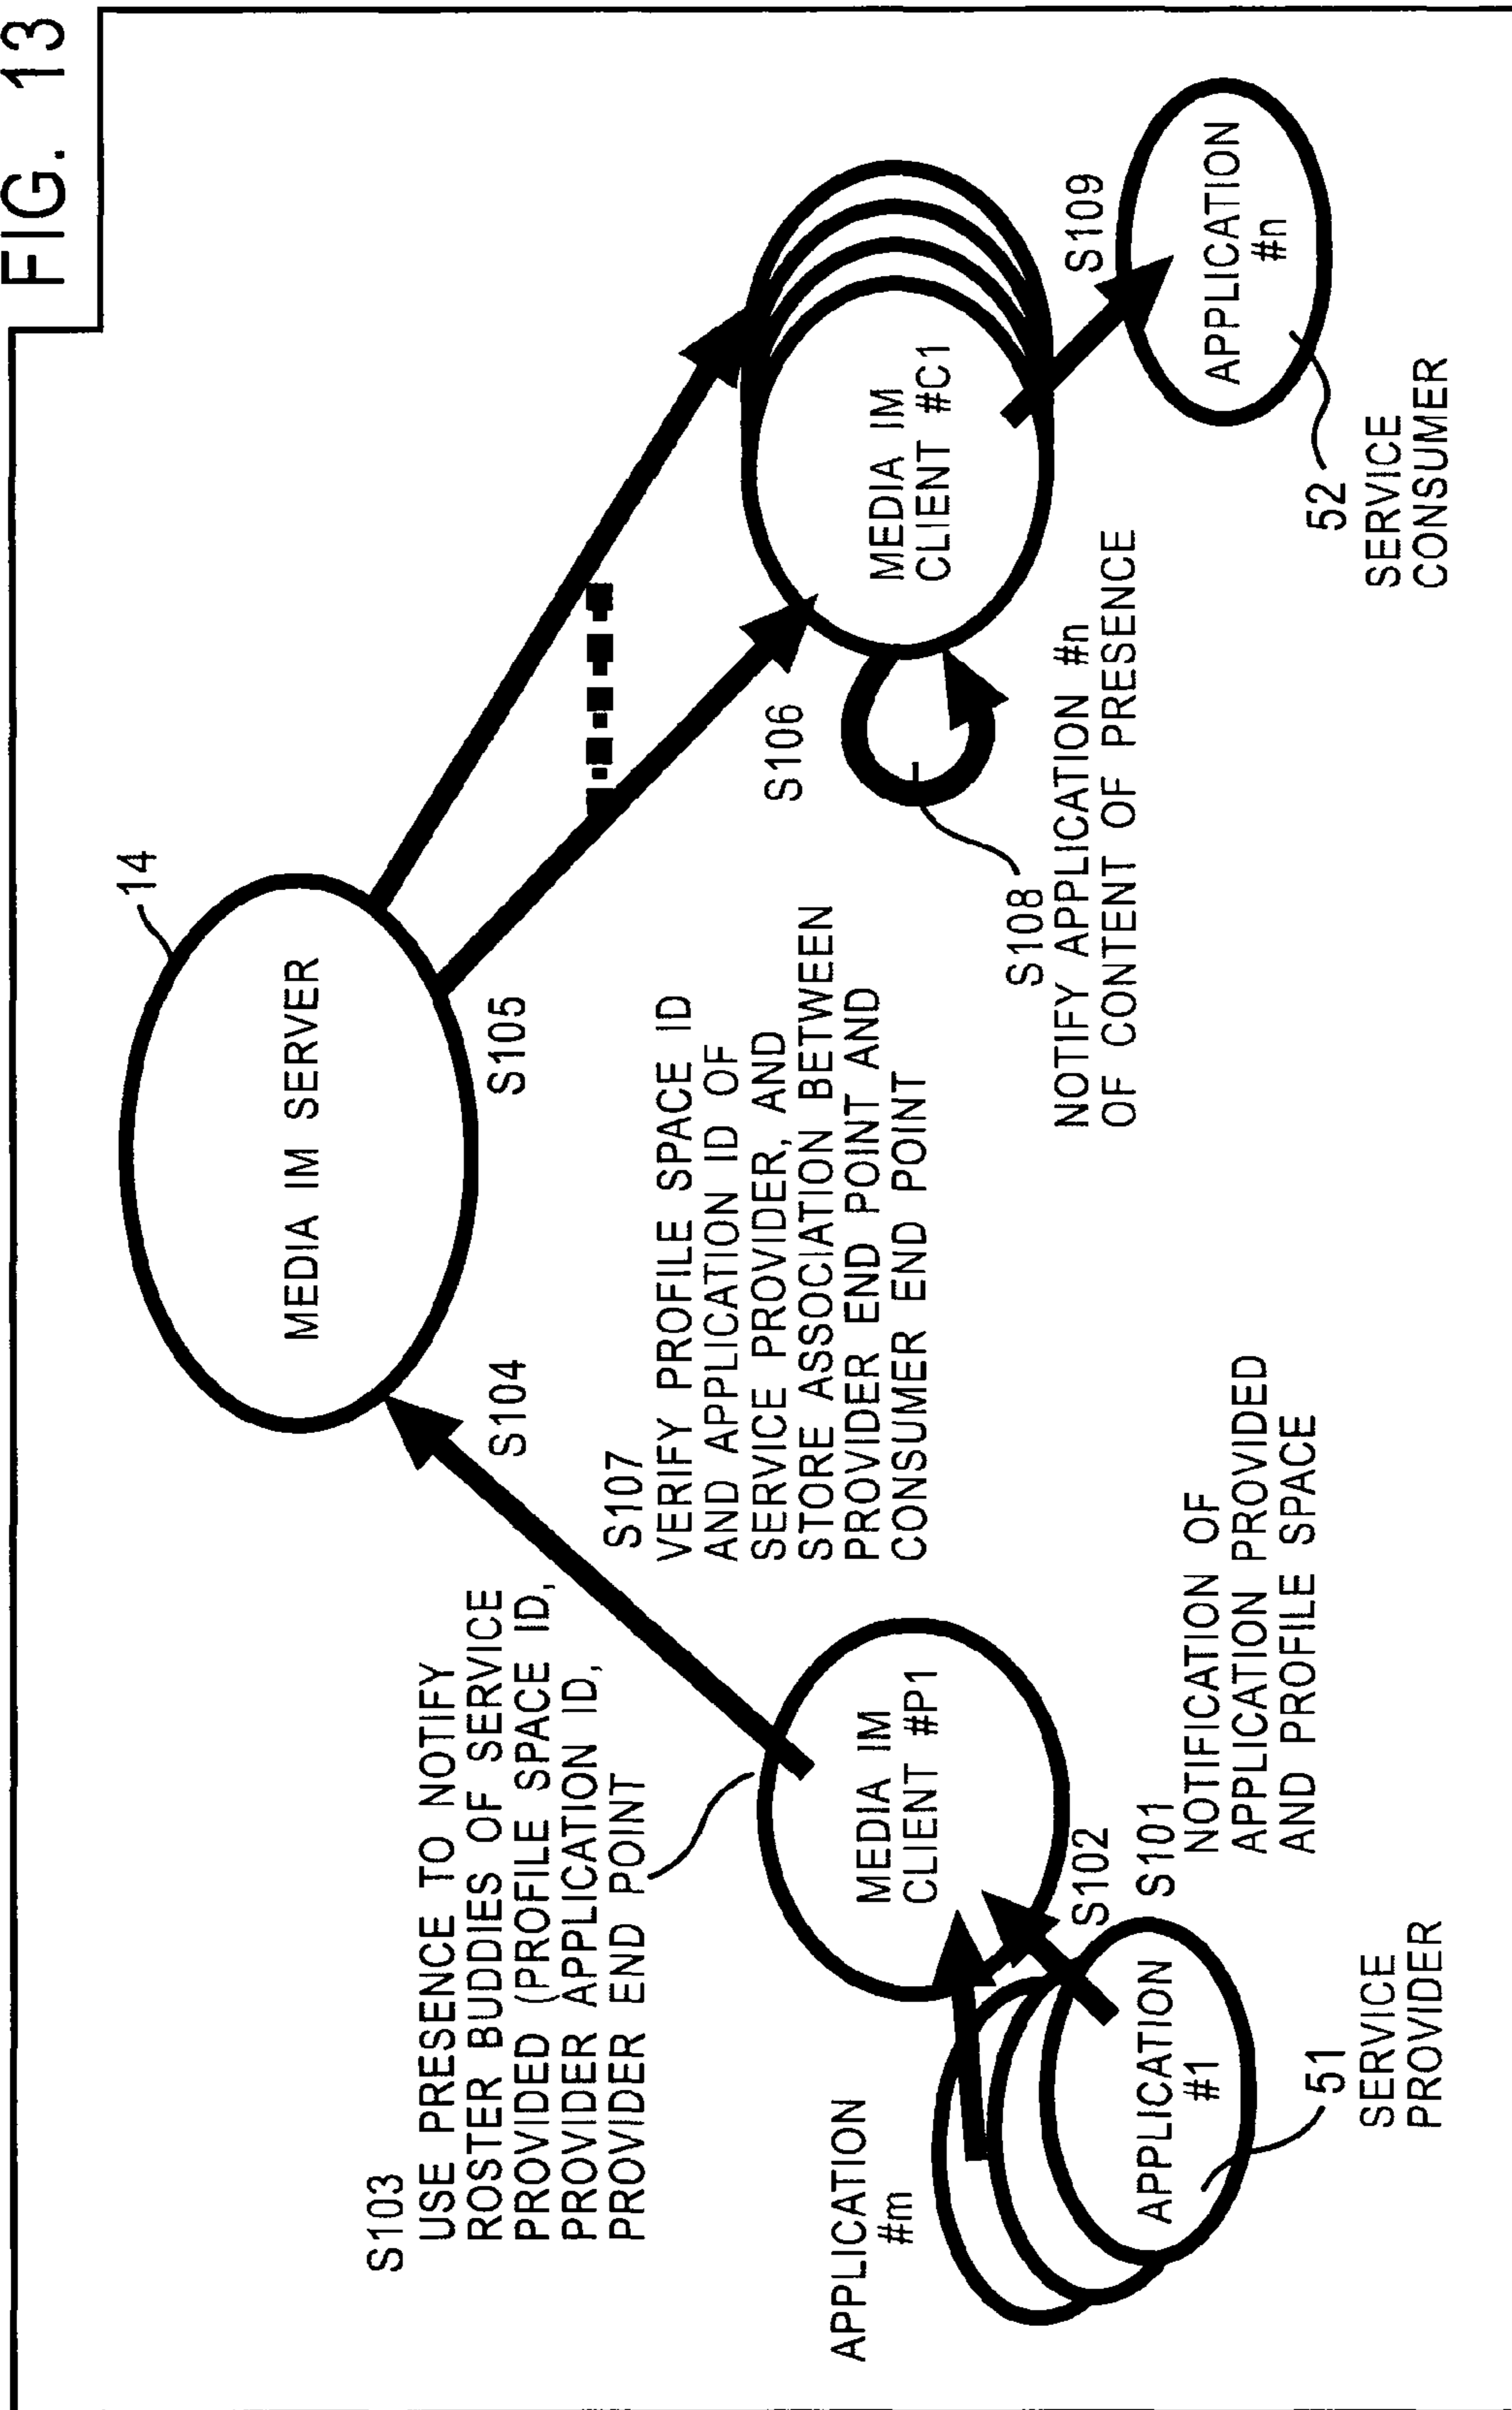 FIG. 13
14
MEDIA IM SERVER
S104
S105
S103
USE PRESENCE TO NOTIFY
ROSTER BUDDIES OF SERVICE
PROVIDED (PROFILE SPACE ID,
PROVIDER APPLICATION ID,
PROVIDER END POINT
S107
VERIFY PROFILE SPACE ID
AND APPLICATION ID OF
SERVICE PROVIDER, AND
STORE ASSOCIATION BETWEEN
PROVIDER END POINT AND
CONSUMER END POINT
S106
MEDIA IM
CLIENT #P1
MEDIA IM
CLIENT #C1
APPLICATION
#m
S108
NOTIFY APPLICATION #n
OF CONTENT OF PRESENCE
S109
S102
S101
NOTIFICATION OF
APPLICATION PROVIDED
AND PROFILE SPACE
APPLICATION
#1
APPLICATION
#n
51
SERVICE
PROVIDER
52
SERVICE
CONSUMER